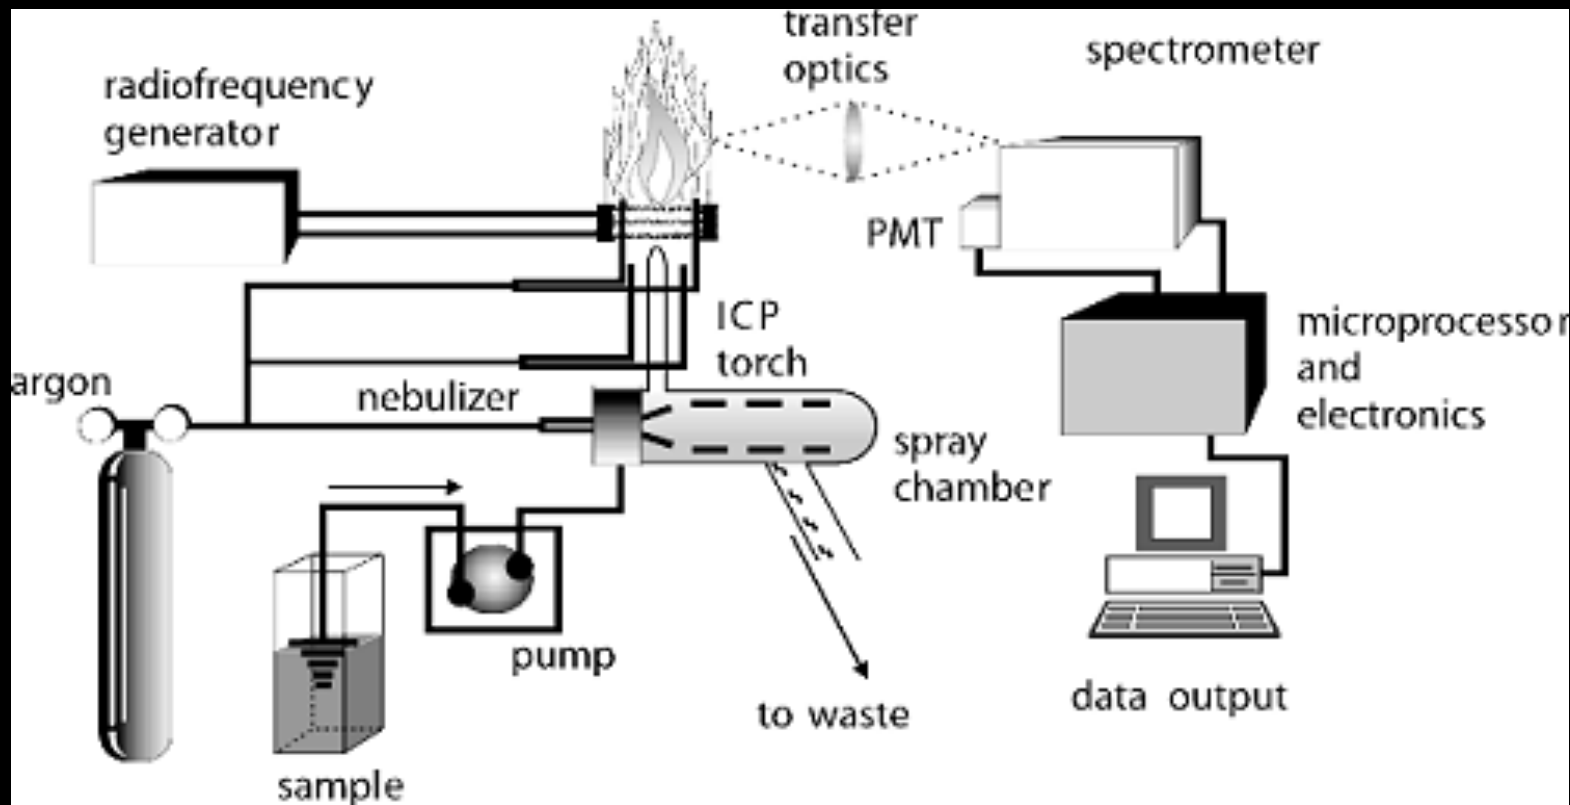 transfer
optics
spectrometer
radiofrequency
generator
PMT
ICP
torch
microprocessor
and
electronics
argon
nebulizer
spray
chamber
pump
to waste
data output
sample